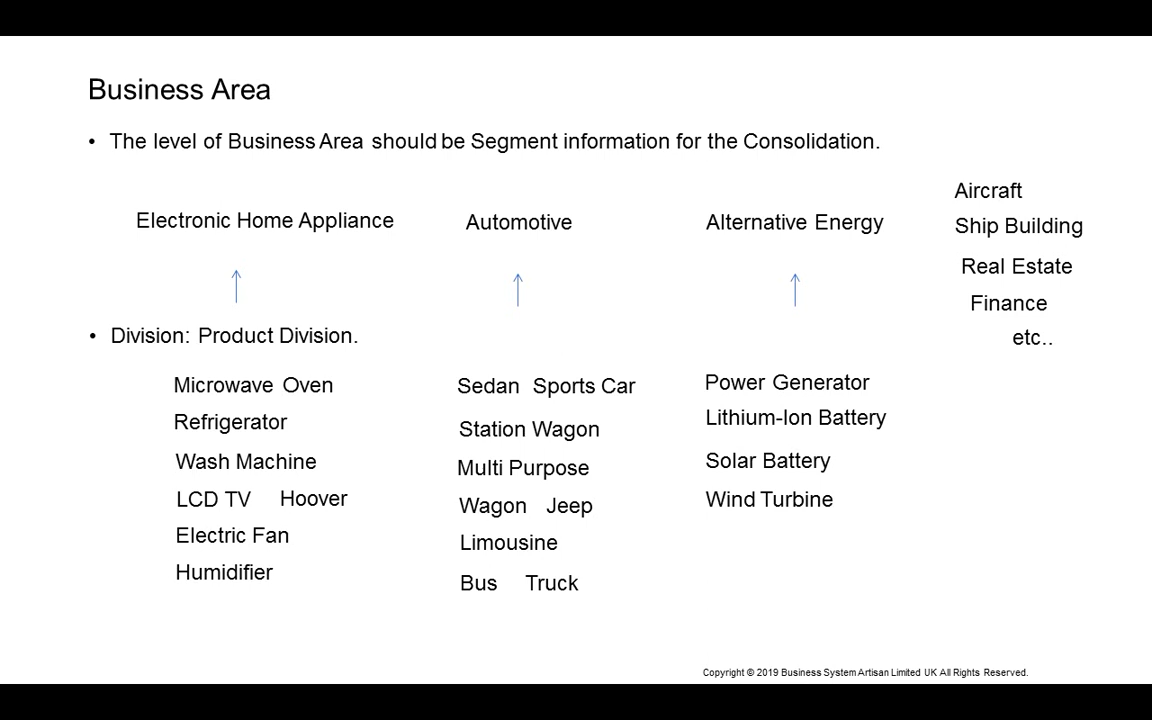 Business Area
• The level of Business Area should be Segment information for the Consolidation.
Electronic Home Appliance
Automotive
Alternative Energy
Aircraft
Ship Building
Real Estate
Finance
etc..
• Division: Product Division.
Microwave Oven
Refrigerator
Wash Machine
LCD TV Hoover
Electric Fan
Humidifier
Sedan Sports Car
Station Wagon
Multi Purpose
Wagon Jeep
Limousine
Bus Truck
Power Generator
Lithium-Ion Battery
Solar Battery
Wind Turbine
Copyright © 2019 Business System Artisan Limited UK All Rights Reserved.